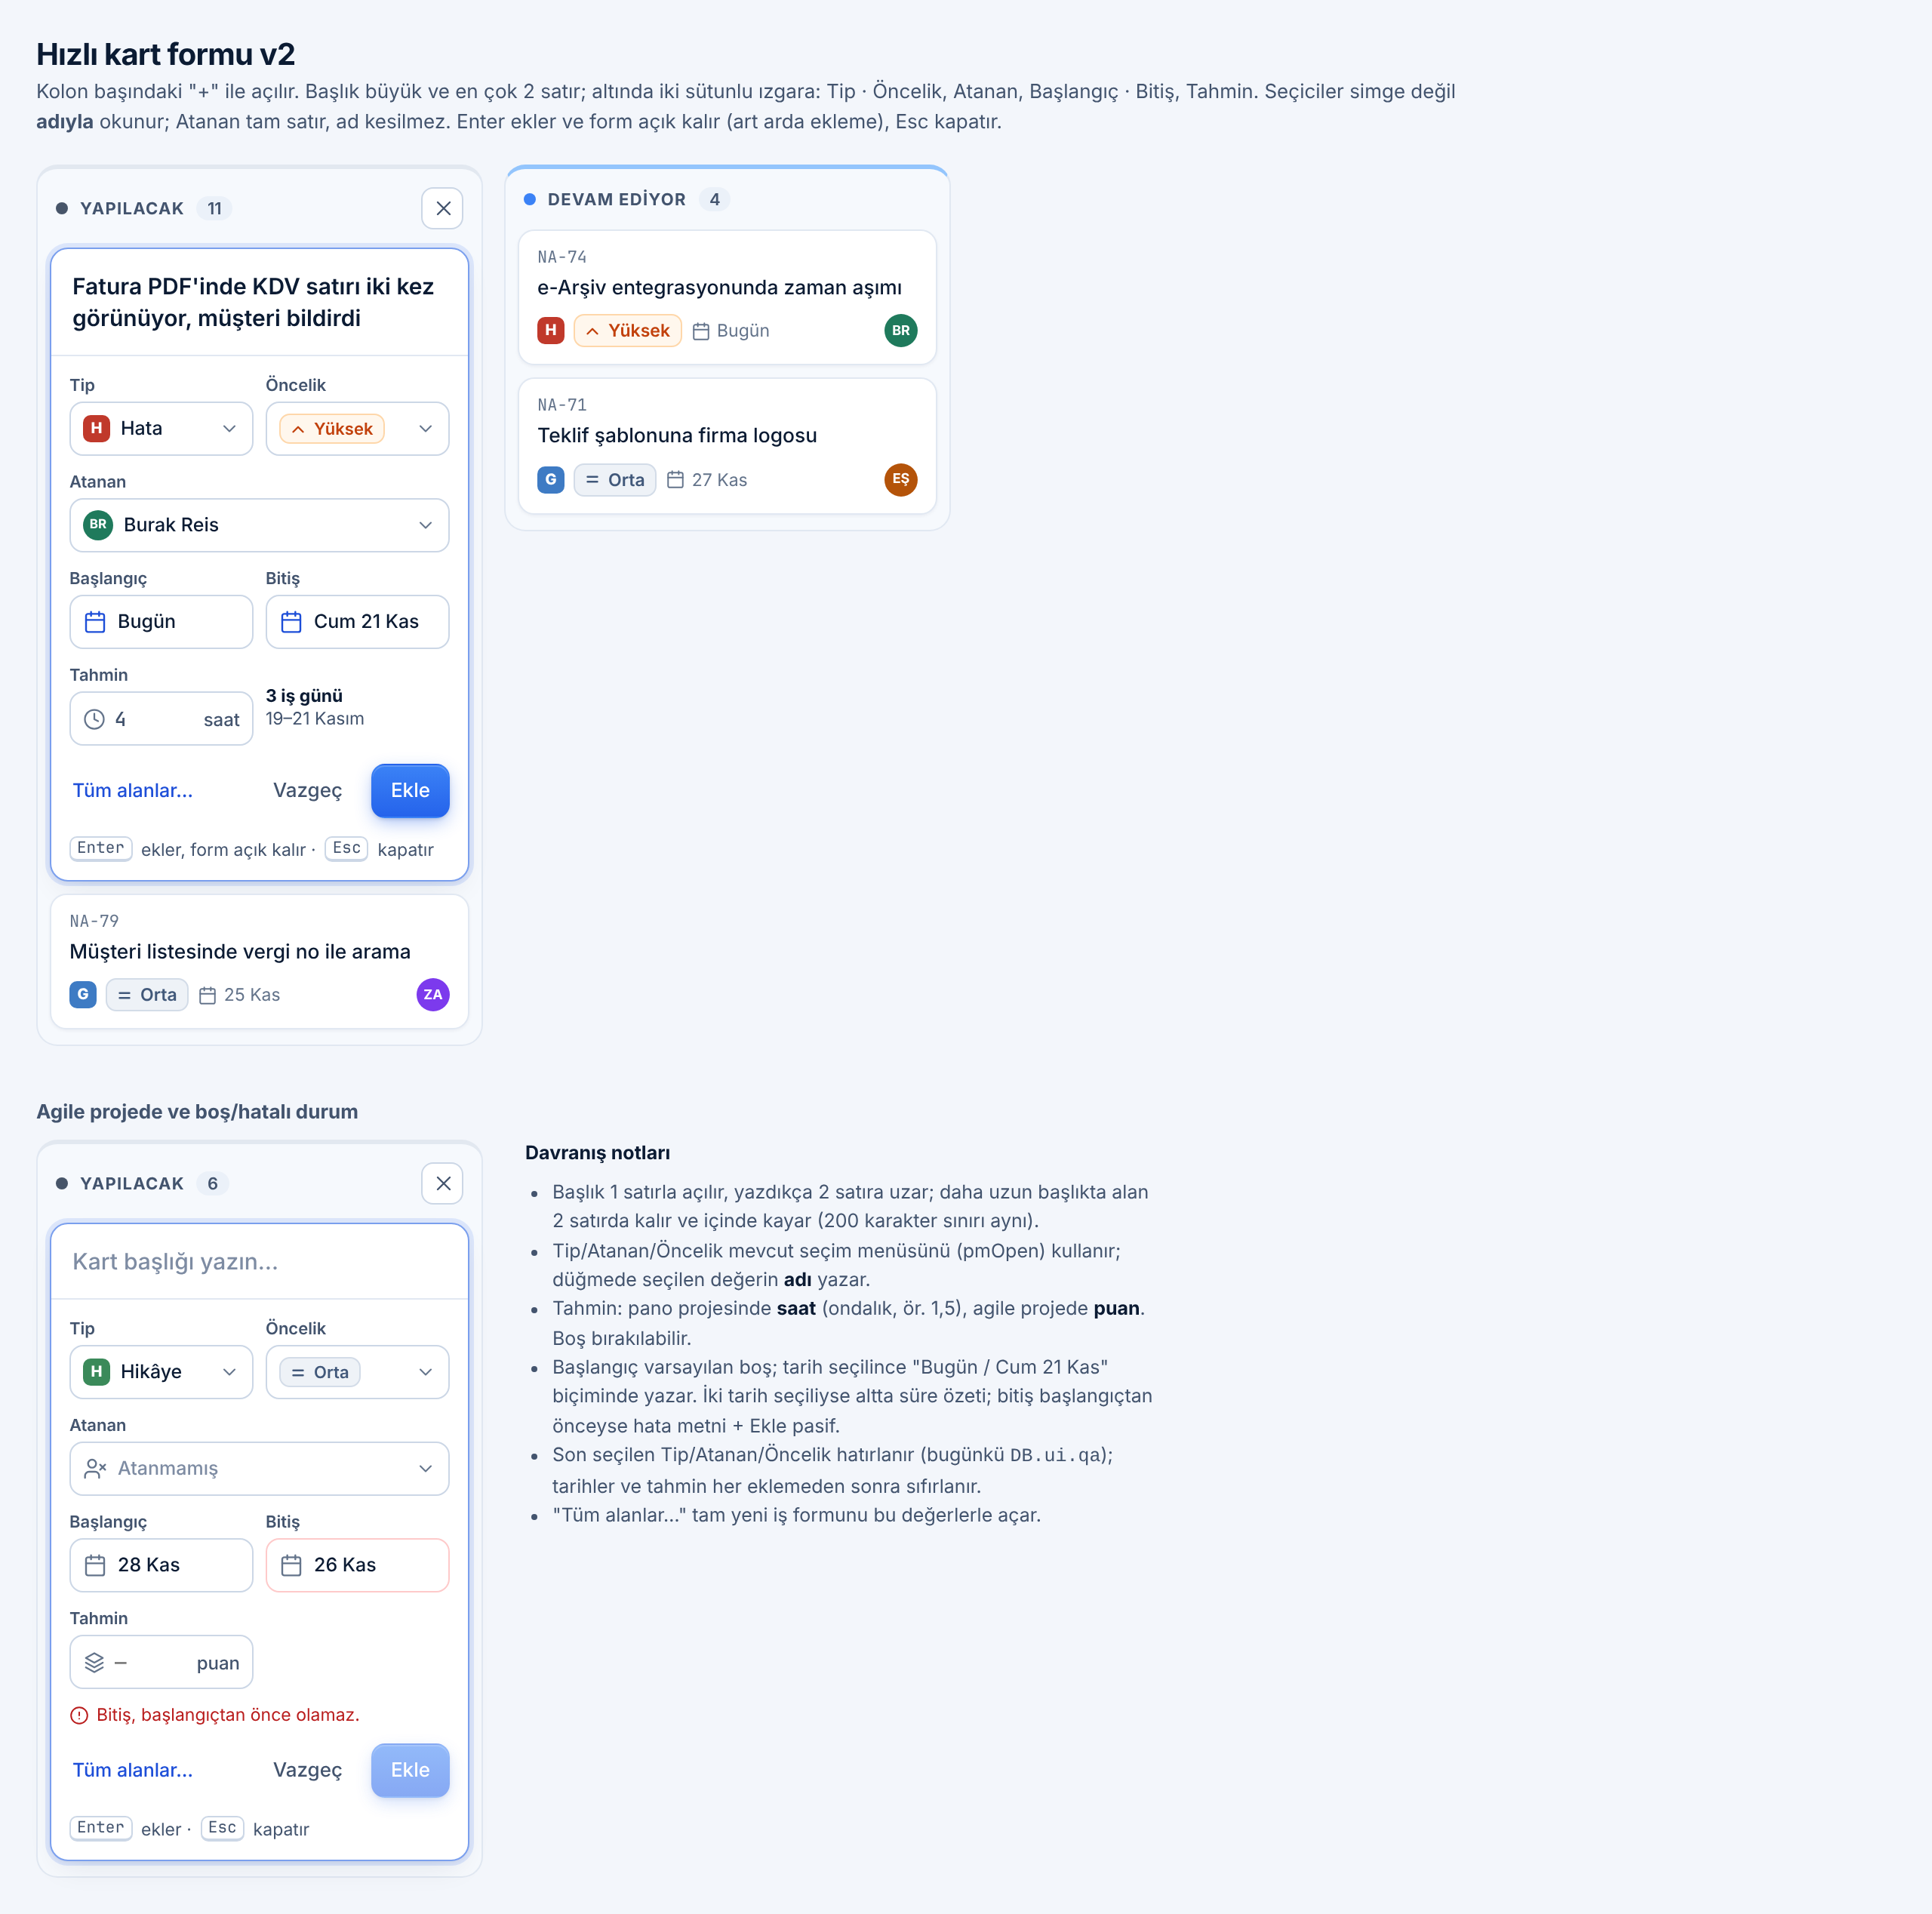 Hızlı kart formu v2
Kolon başındaki "+" ile açılır. Başlık büyük ve en çok 2 satır; altında iki sütunlu ızgara: Tip · Öncelik, Atanan, Başlangıç · Bitiş, Tahmin. Seçiciler simge değil
adıyla okunur; Atanan tam satır, ad kesilmez. Enter ekler ve form açık kalır (art arda ekleme), Esc kapatır.
YAPILACAK 11
Fatura PDF'inde KDV satırı iki kez
görünüyor, müşteri bildirdi
Tip Öncelik
H Hata Yüksek
Atanan
BR Burak Reis
Başlangıç Bitiş
Bugün Cum 21 Kas
Tahmin
4 saat
3 iş günü
19–21 Kasım
Tüm alanlar... Vazgeç Ekle
Enter ekler, form açık kalır · Esc kapatır
NA-79
Müşteri listesinde vergi no ile arama
G = Orta 25 Kas ZA
DEVAM EDİYOR 4
NA-74
e-Arşiv entegrasyonunda zaman aşımı
H Yüksek Bugün BR
NA-71
Teklif şablonuna firma logosu
G = Orta 27 Kas EŞ
Agile projede ve boş/hatalı durum
YAPILACAK 6
Kart başlığı yazın...
Tip Öncelik
H Hikâye = Orta
Atanan
Atanmamış
Başlangıç Bitiş
28 Kas 26 Kas
Tahmin
– puan
Bitiş, başlangıçtan önce olamaz.
Tüm alanlar... Vazgeç Ekle
Enter ekler · Esc kapatır
Davranış notları
• Başlık 1 satırla açılır, yazdıkça 2 satıra uzar; daha uzun başlıkta alan
2 satırda kalır ve içinde kayar (200 karakter sınırı aynı).
• Tip/Atanan/Öncelik mevcut seçim menüsünü (pmOpen) kullanır;
düğmede seçilen değerin adı yazar.
• Tahmin: pano projesinde saat (ondalık, ör. 1,5), agile projede puan.
Boş bırakılabilir.
• Başlangıç varsayılan boş; tarih seçilince "Bugün / Cum 21 Kas"
biçiminde yazar. İki tarih seçiliyse altta süre özeti; bitiş başlangıçtan
önceyse hata metni + Ekle pasif.
• Son seçilen Tip/Atanan/Öncelik hatırlanır (bugünkü DB.ui.qa);
tarihler ve tahmin her eklemeden sonra sıfırlanır.
• "Tüm alanlar..." tam yeni iş formunu bu değerlerle açar.